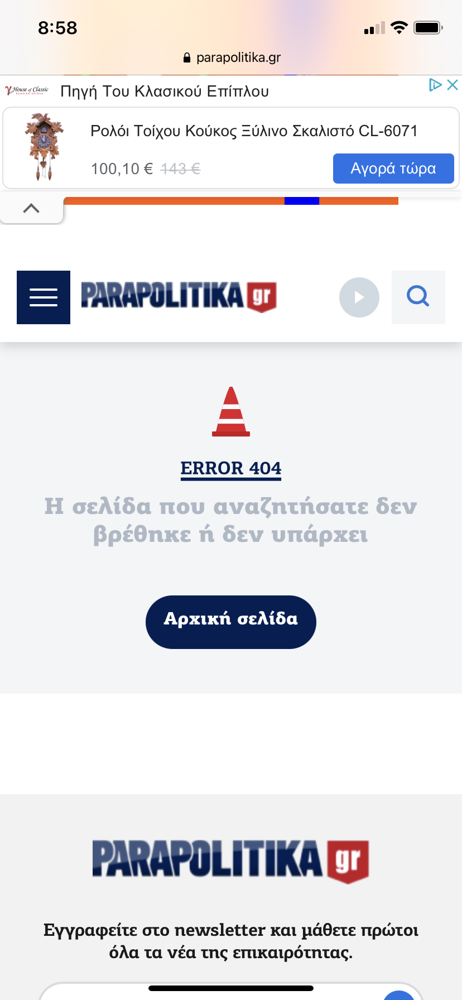 8:58
parapolitika.gr
House of Classic
ΚΛΑΣΙΚΑ ΕΠΙΠΛΑ
Πηγή Του Κλασικού Επίπλου
Ρολόι Τοίχου Κούκος Ξύλινο Σκαλιστό CL-6071
100,10 € 143 €
Αγορά τώρα
PARAPOLITIKA gr
ERROR 404
Η σελίδα που αναζητήσατε δεν
βρέθηκε ή δεν υπάρχει
Αρχική σελίδα
PARAPOLITIKA gr
Εγγραφείτε στο newsletter και μάθετε πρώτοι
όλα τα νέα της επικαιρότητας.